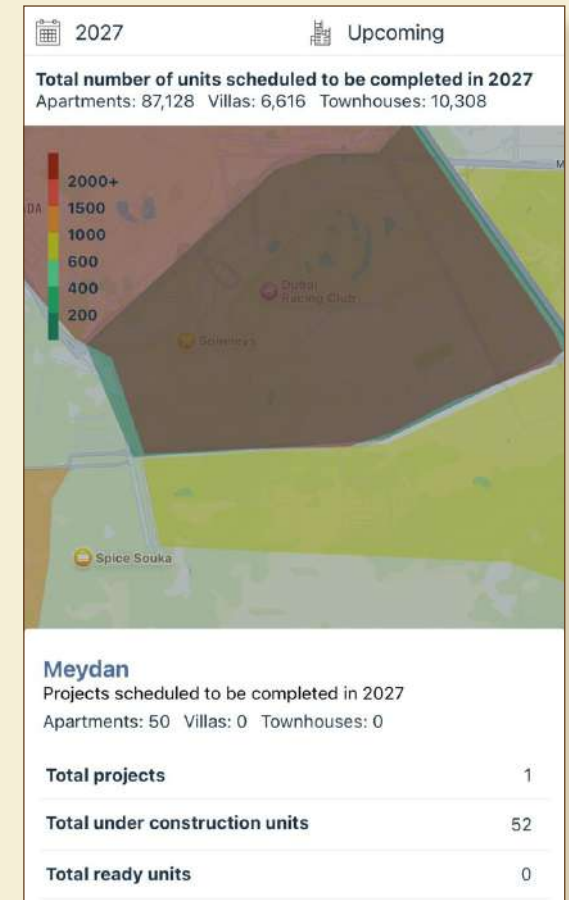 2027
Upcoming
Total number of units scheduled to be completed in 2027
Apartments: 87,128 Villas: 6,616 Townhouses: 10,308
2000+
1500
1000
600
400
200
DA
M
Dubai
Racing Club
Spice Souka
Meydan
Projects scheduled to be completed in 2027
Apartments: 50 Villas: 0 Townhouses: 0
Total projects 1
Total under construction units 52
Total ready units 0